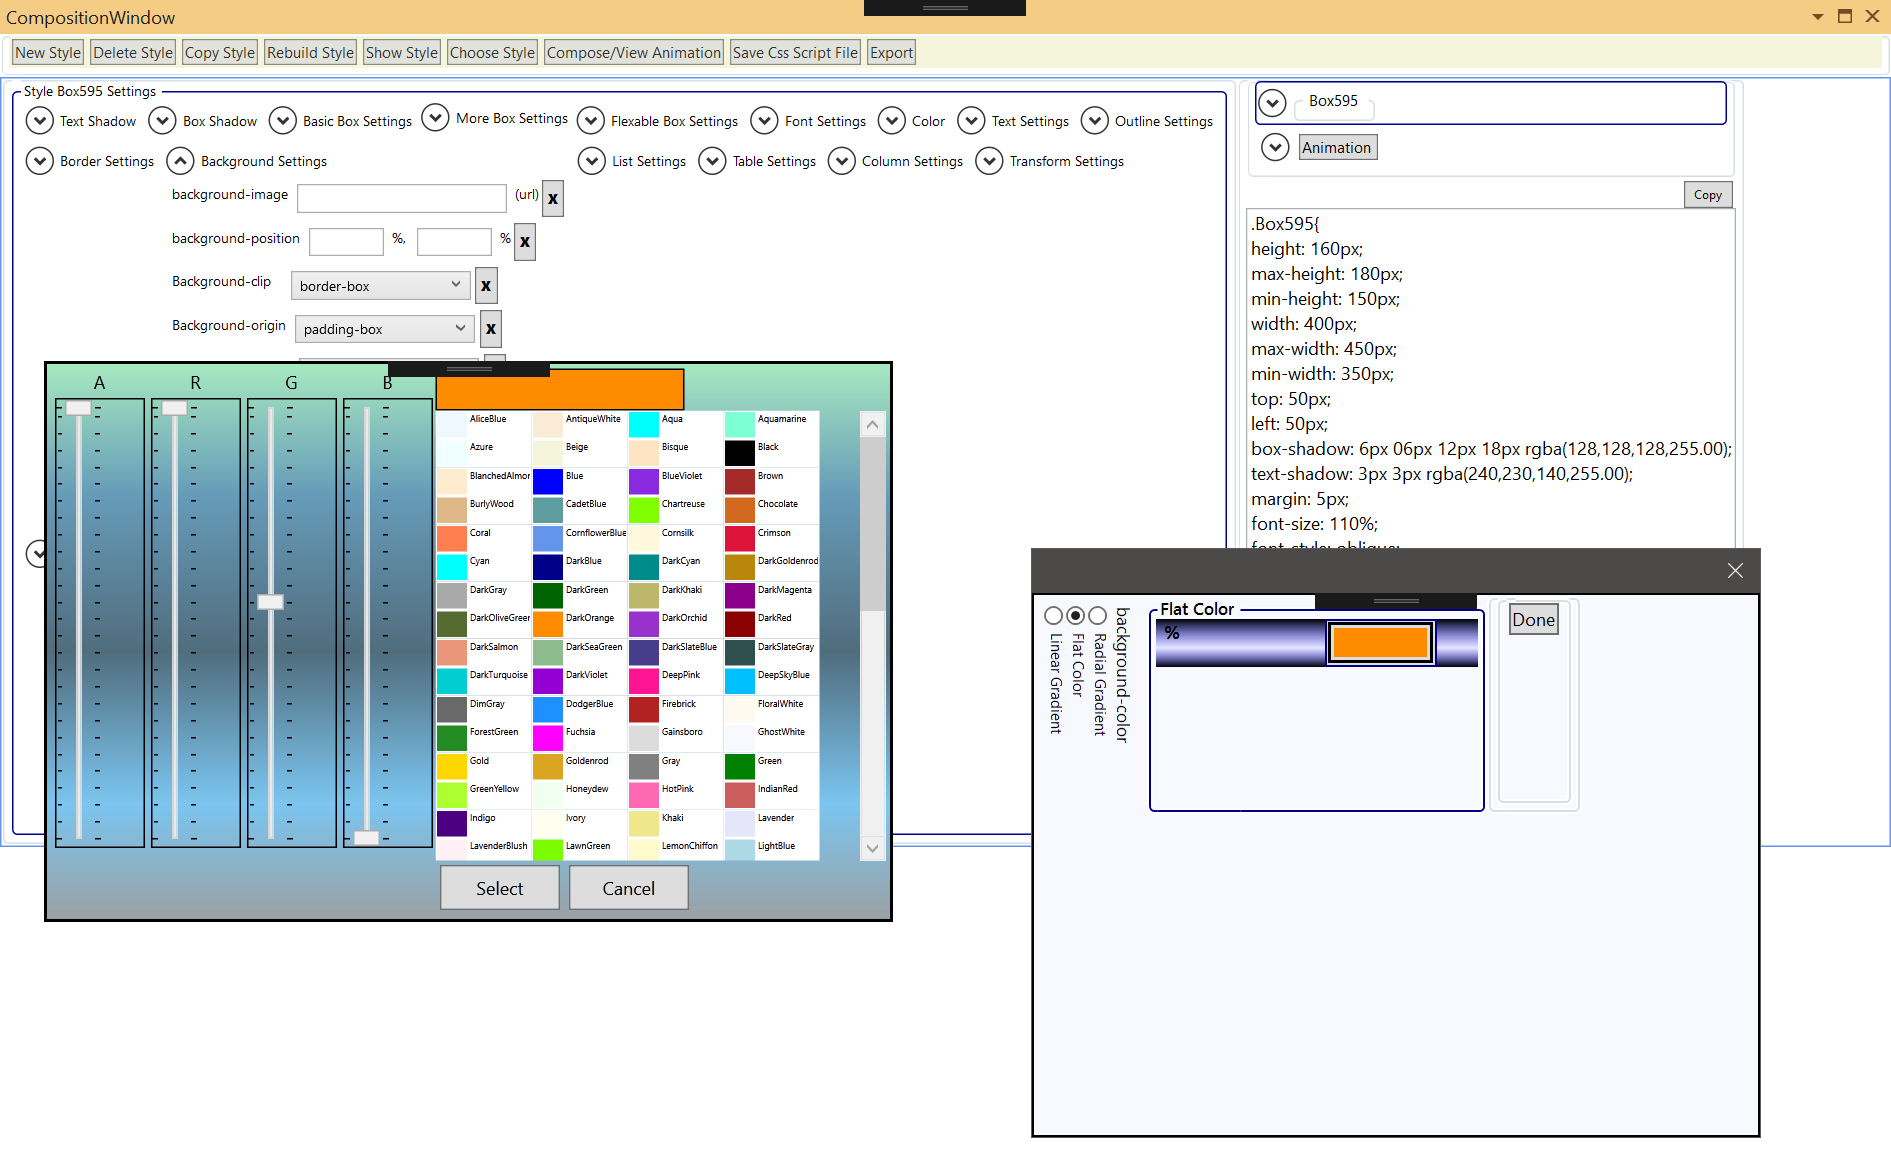 CompositionWindow
New Style Delete Style Copy Style Rebuild Style Show Style Choose Style Compose/View Animation Save Css Script File Export
Style Box595 Settings
Text Shadow Box Shadow Basic Box Settings More Box Settings Flexable Box Settings Font Settings Color Text Settings Outline Settings
Border Settings Background Settings List Settings Table Settings Column Settings Transform Settings
background-image (url) x
background-position %, % x
Background-clip border-box x
Background-origin padding-box x
Box595
Animation
Copy
.Box595{
height: 160px;
max-height: 180px;
min-height: 150px;
width: 400px;
max-width: 450px;
min-width: 350px;
top: 50px;
left: 50px;
box-shadow: 6px 06px 12px 18px rgba(128,128,128,255.00);
text-shadow: 3px 3px rgba(240,230,140,255.00);
margin: 5px;
font-size: 110%;
font-style: oblique;
A R G B
AliceBlue AntiqueWhite Aqua Aquamarine
Azure Beige Bisque Black
BlanchedAlmor Blue BlueViolet Brown
BurlyWood CadetBlue Chartreuse Chocolate
Coral CornflowerBlue Cornsilk Crimson
Cyan DarkBlue DarkCyan DarkGoldenrod
DarkGray DarkGreen DarkKhaki DarkMagenta
DarkOliveGreer DarkOrange DarkOrchid DarkRed
DarkSalmon DarkSeaGreen DarkSlateBlue DarkSlateGray
DarkTurquoise DarkViolet DeepPink DeepSkyBlue
DimGray DodgerBlue Firebrick FloralWhite
ForestGreen Fuchsia Gainsboro GhostWhite
Gold Goldenrod Gray Green
GreenYellow Honeydew HotPink IndianRed
Indigo Ivory Khaki Lavender
LavenderBlush LawnGreen LemonChiffon LightBlue
Select Cancel
background-color
Radial Gradient
Flat Color
Linear Gradient
Flat Color
%
Done